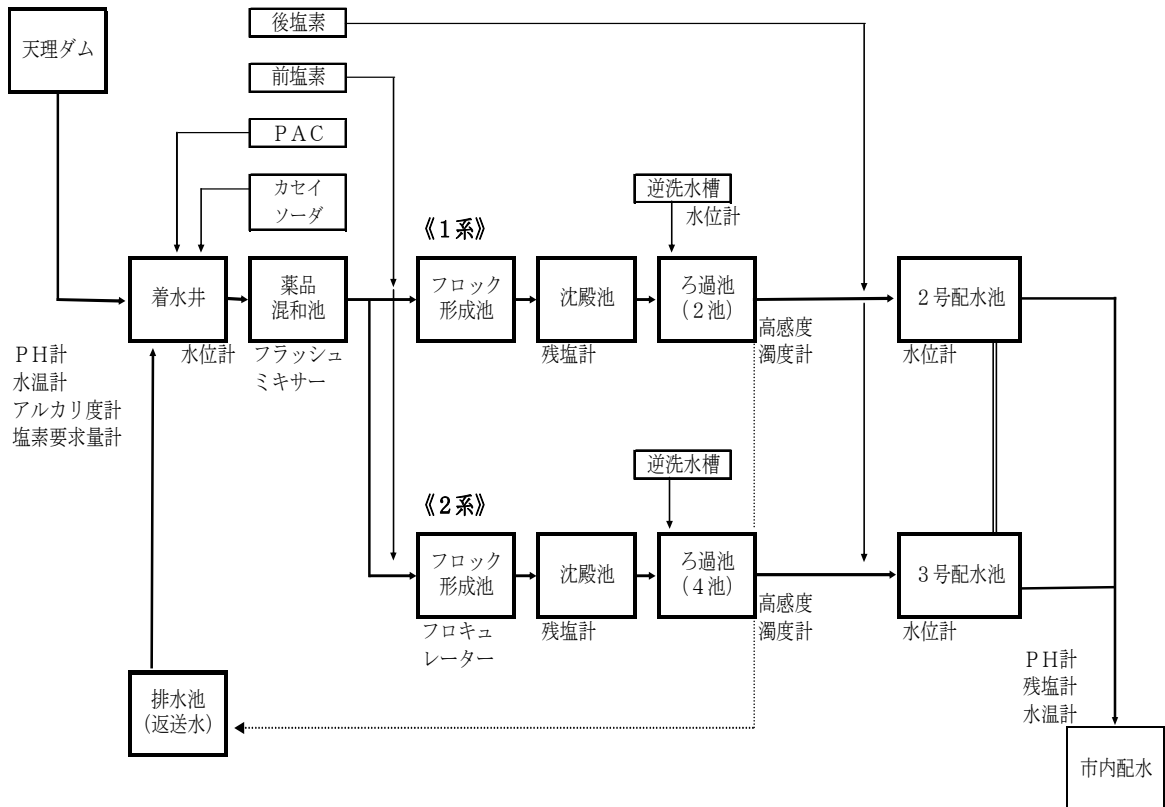 後塩素
天理ダム
前塩素
ＰＡＣ
カセイ
ソーダ
逆洗水槽
水位計
《１系》
着水井
薬品
混和池
フロック
形成池
沈殿池
ろ過池
(２池)
２号配水池
高感度
濁度計
ＰＨ計
水温計
アルカリ度計
塩素要求量計
水位計
フラッシュ
ミキサー
残塩計
水位計
逆洗水槽
《２系》
フロック
形成池
沈殿池
ろ過池
(４池)
３号配水池
フロキュ
レーター
残塩計
高感度
濁度計
水位計
ＰＨ計
残塩計
水温計
排水池
(返送水)
市内配水